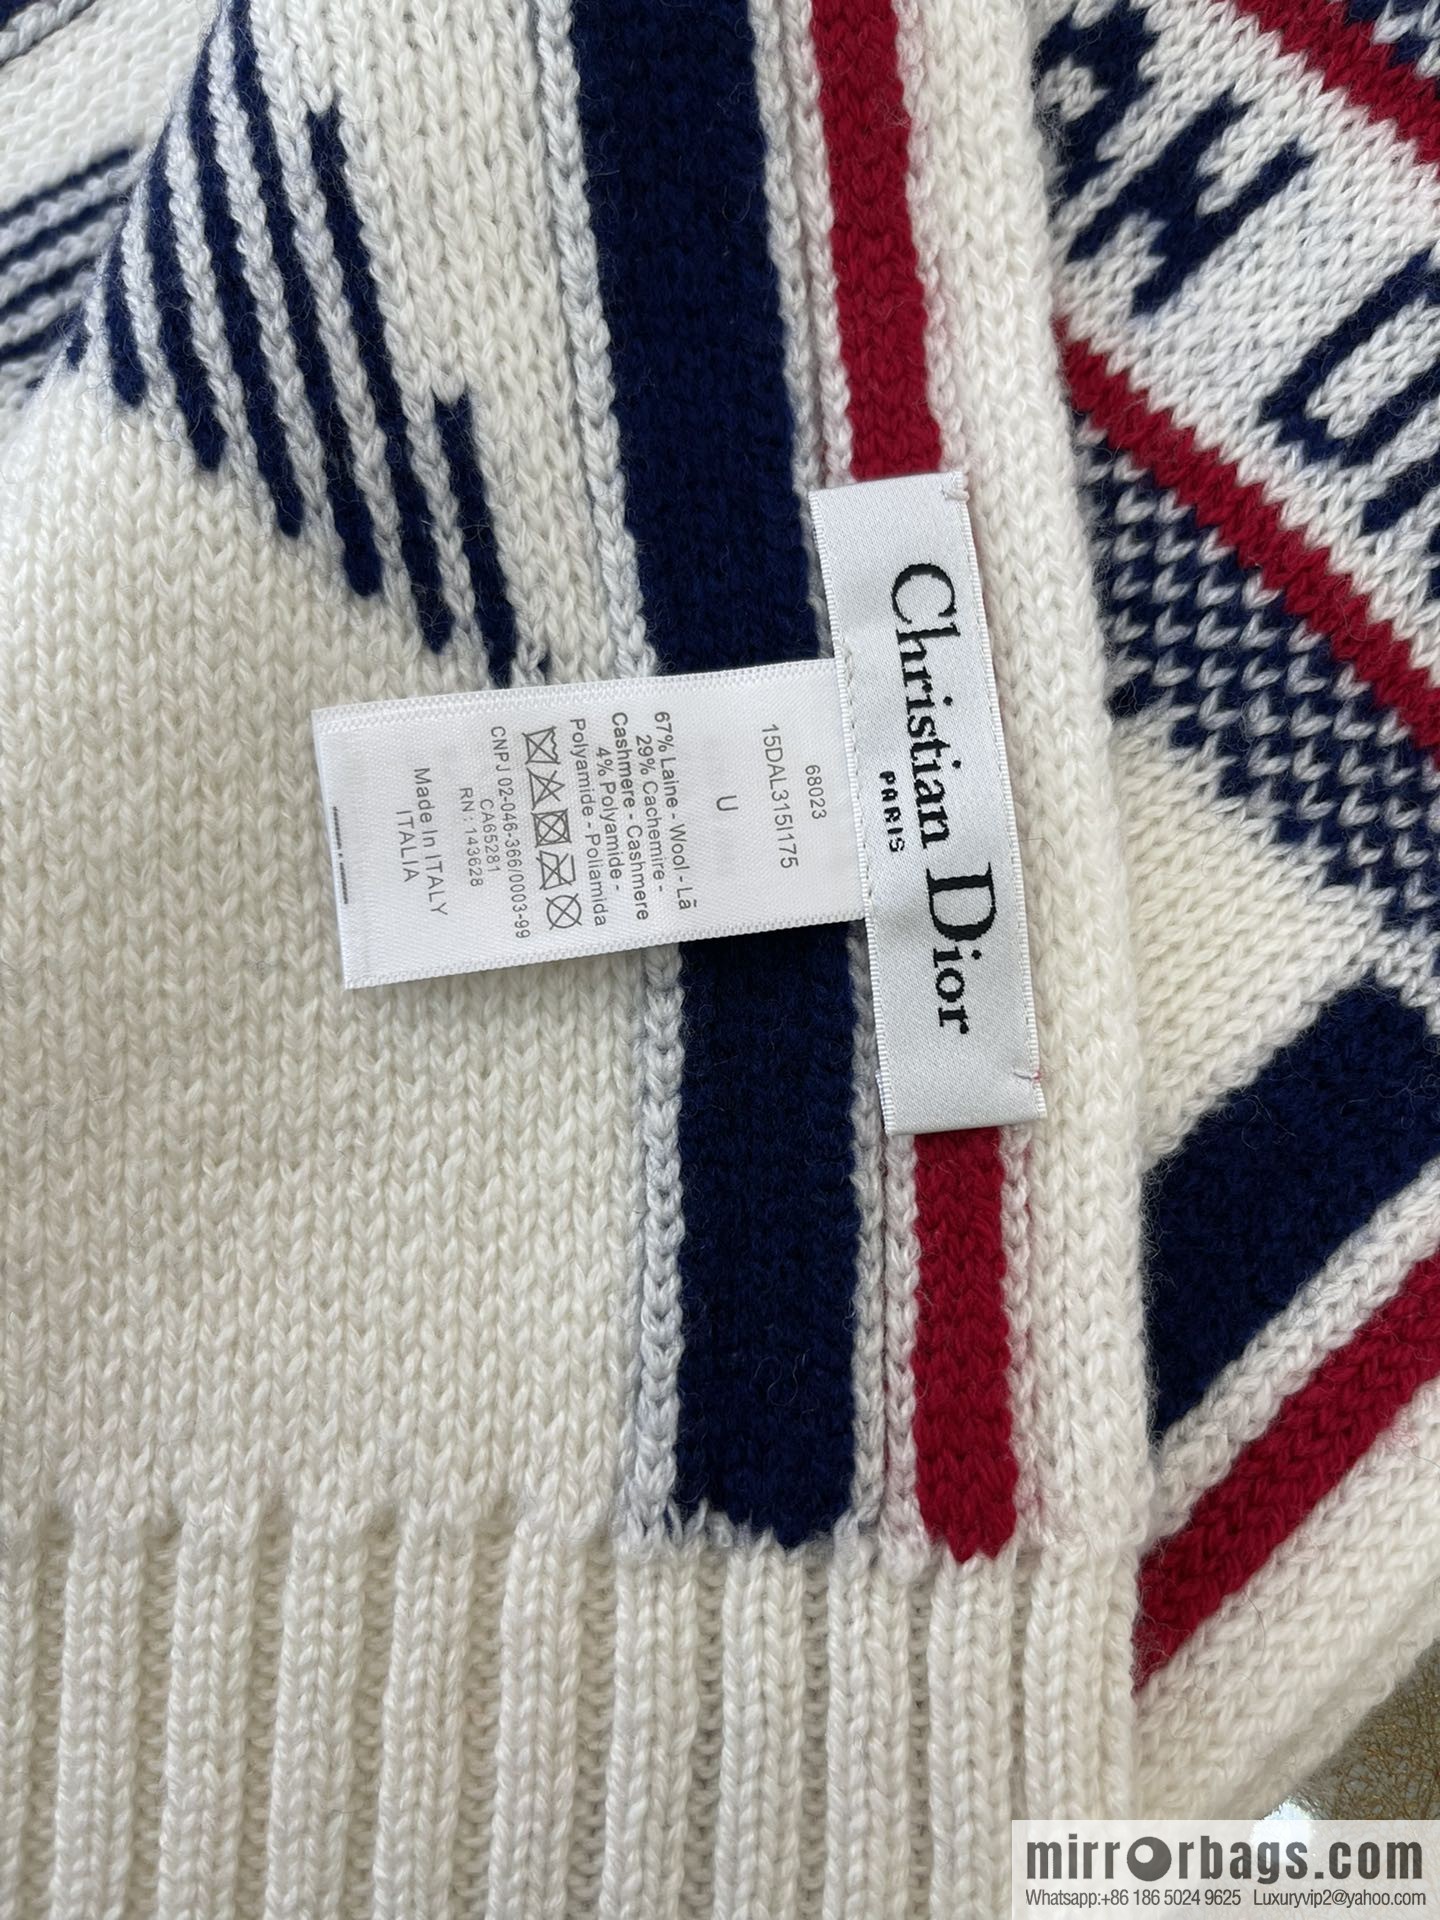 Christian Dior
PARIS
68023
15DAL315I175
U
67% Laine - Wool - Lã
29% Cachemire -
Cashmere - Cashmere
4% Polyamide -
Polyamide - Poliamida
CNPJ 02-046-366/0003-99
CA65281
RN : 143628
Made In ITALY
ITALIA
mirrorbags.com
Whatsapp:+86 186 5024 9625 Luxuryvip2@yahoo.com